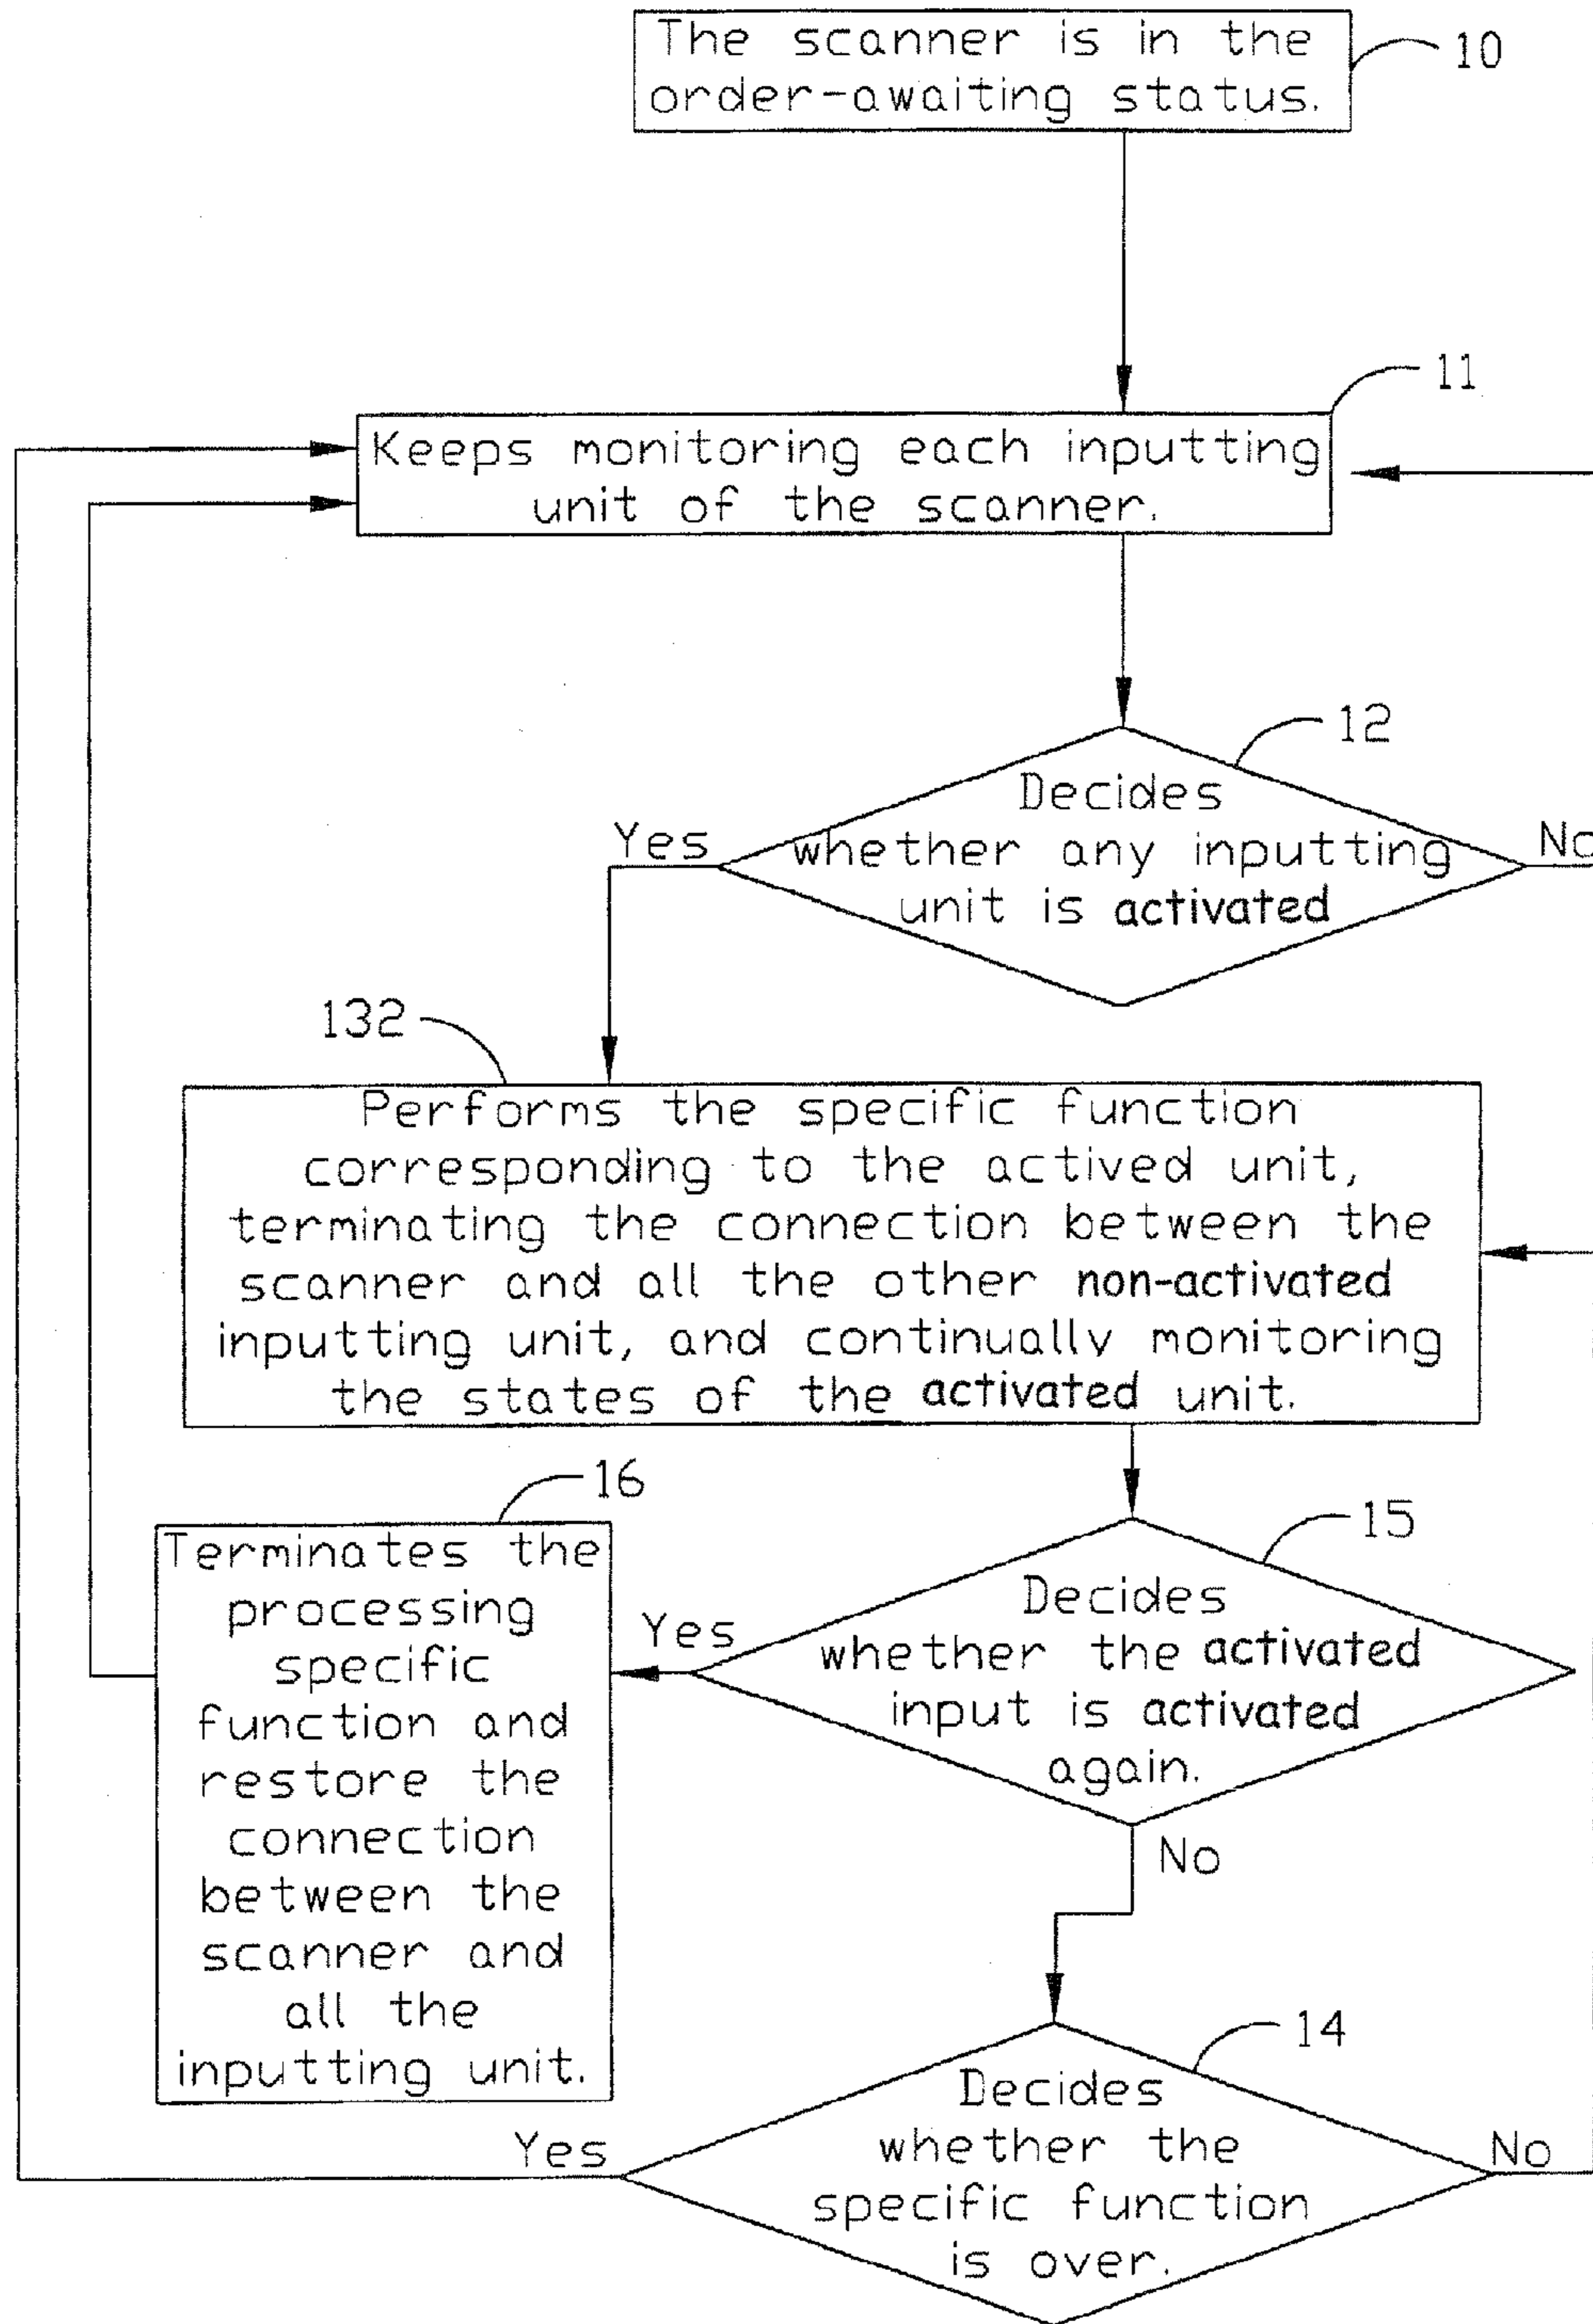 The scanner is in the
order-awaiting status.
10
11
Keeps monitoring each inputting
unit of the scanner.
12
Decides
whether any inputting
unit is activated
Yes
No
132
Performs the specific function
corresponding to the actived unit,
terminating the connection between the
scanner and all the other non-activated
inputting unit, and continually monitoring
the states of the activated unit.
16
Terminates the
processing
specific
function and
restore the
connection
between the
scanner and
all the
inputting unit.
15
Yes
Decides
whether the activated
input is activated
again.
No
14
Decides
whether the
specific function
is over.
Yes
No